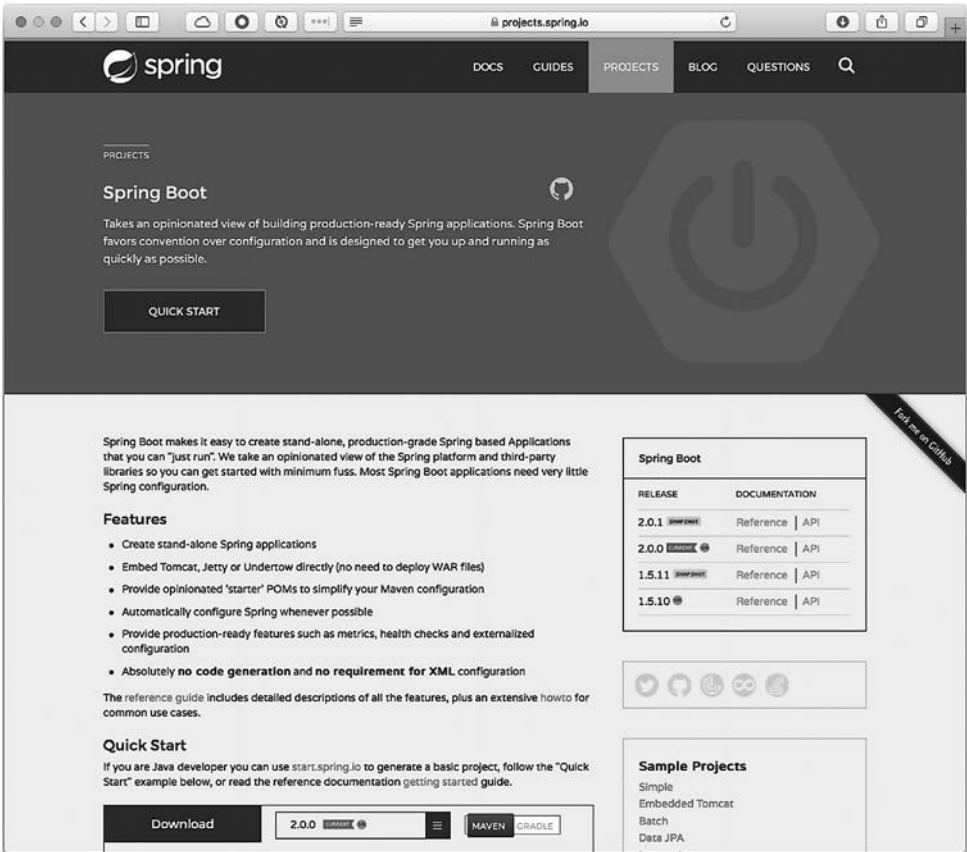 projects.spring.io
spring
DOCS GUIDES PROJECTS BLOG QUESTIONS
PROJECTS
Spring Boot
Takes an opinionated view of building production-ready Spring applications. Spring Boot
favors convention over configuration and is designed to get you up and running as
quickly as possible.
QUICK START
Fork me on GitHub
Spring Boot makes it easy to create stand-alone, production-grade Spring based Applications
that you can "just run". We take an opinionated view of the Spring platform and third-party
libraries so you can get started with minimum fuss. Most Spring Boot applications need very little
Spring configuration.
Features
• Create stand-alone Spring applications
• Embed Tomcat, Jetty or Undertow directly (no need to deploy WAR files)
• Provide opinionated 'starter' POMs to simplify your Maven configuration
• Automatically configure Spring whenever possible
• Provide production-ready features such as metrics, health checks and externalized
configuration
• Absolutely no code generation and no requirement for XML configuration
The reference guide includes detailed descriptions of all the features, plus an extensive howto for
common use cases.
Quick Start
If you are Java developer you can use start.spring.io to generate a basic project, follow the "Quick
Start" example below, or read the reference documentation getting started guide.
Download 2.0.0 CURRENT MAVEN GRADLE
Spring Boot
RELEASE DOCUMENTATION
2.0.1 SNAPSHOT Reference | API
2.0.0 CURRENT Reference | API
1.5.11 SNAPSHOT Reference | API
1.5.10 Reference | API
Sample Projects
Simple
Embedded Tomcat
Batch
Data JPA